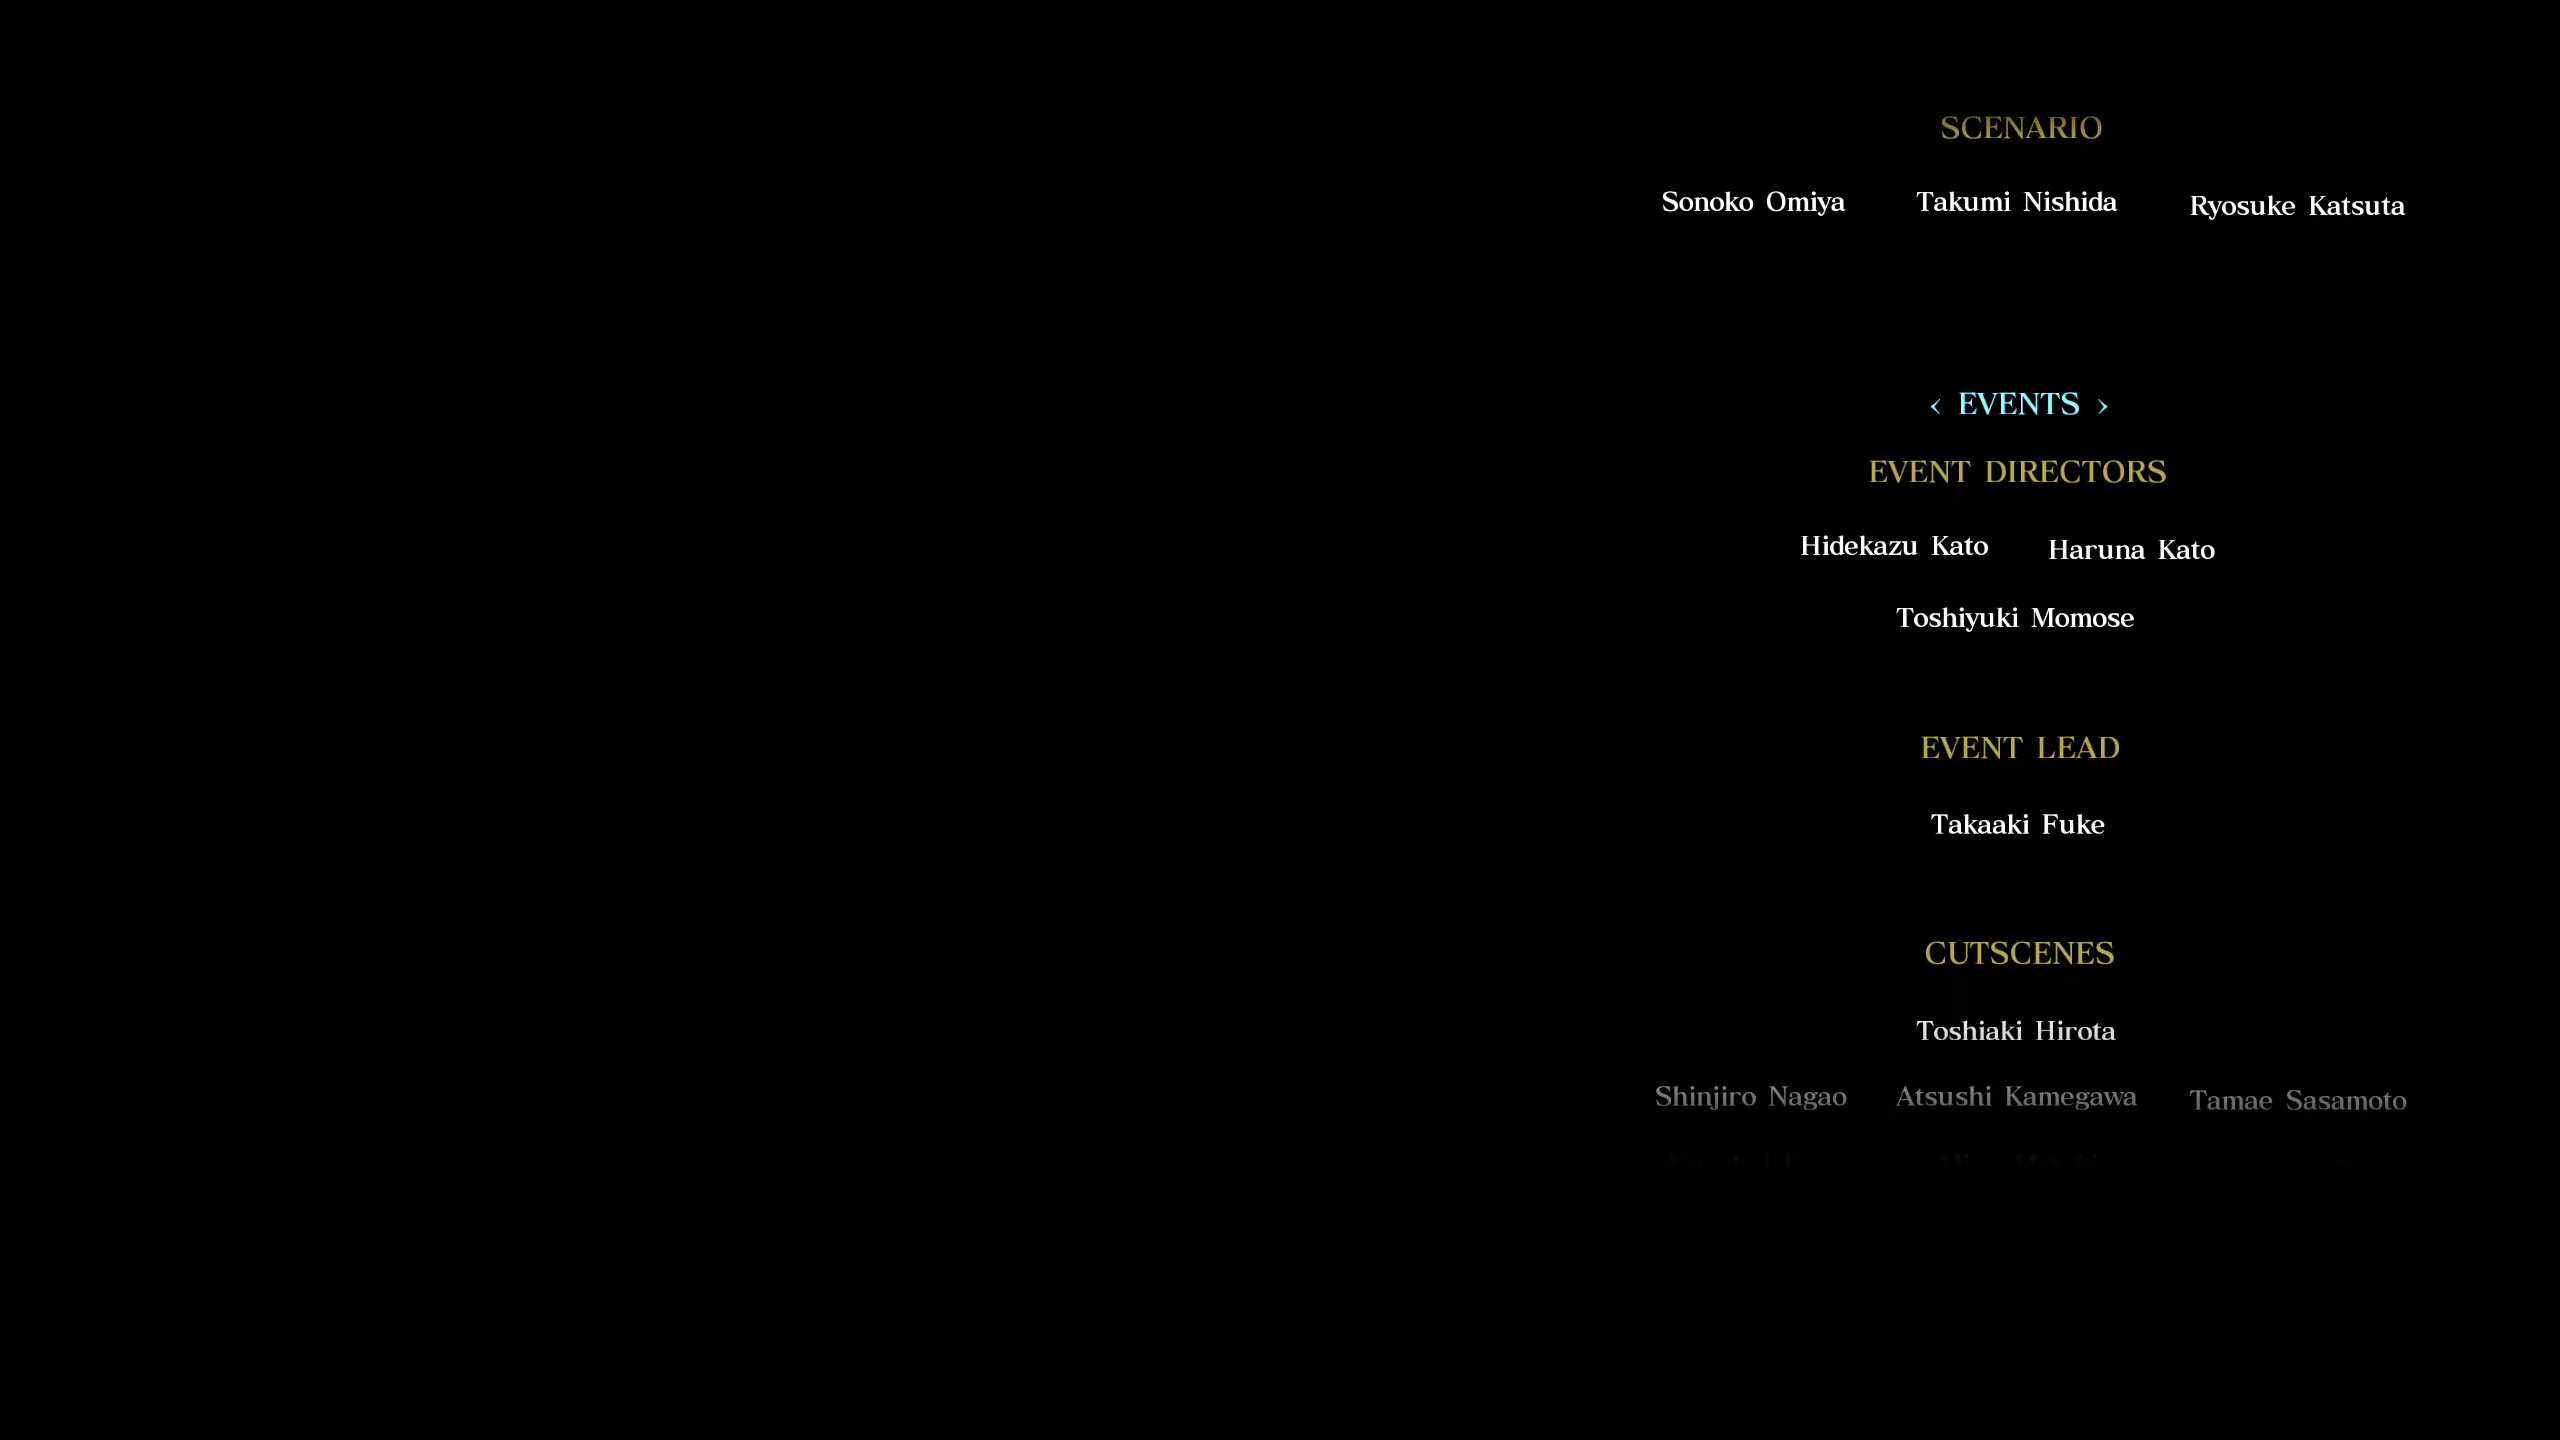 SCENARIO
Sonoko Omiya Takumi Nishida Ryosuke Katsuta
‹ EVENTS ›
EVENT DIRECTORS
Hidekazu Kato Haruna Kato
Toshiyuki Momose
EVENT LEAD
Takaaki Fuke
CUTSCENES
Toshiaki Hirota
Shinjiro Nagao Atsushi Kamegawa Tamae Sasamoto